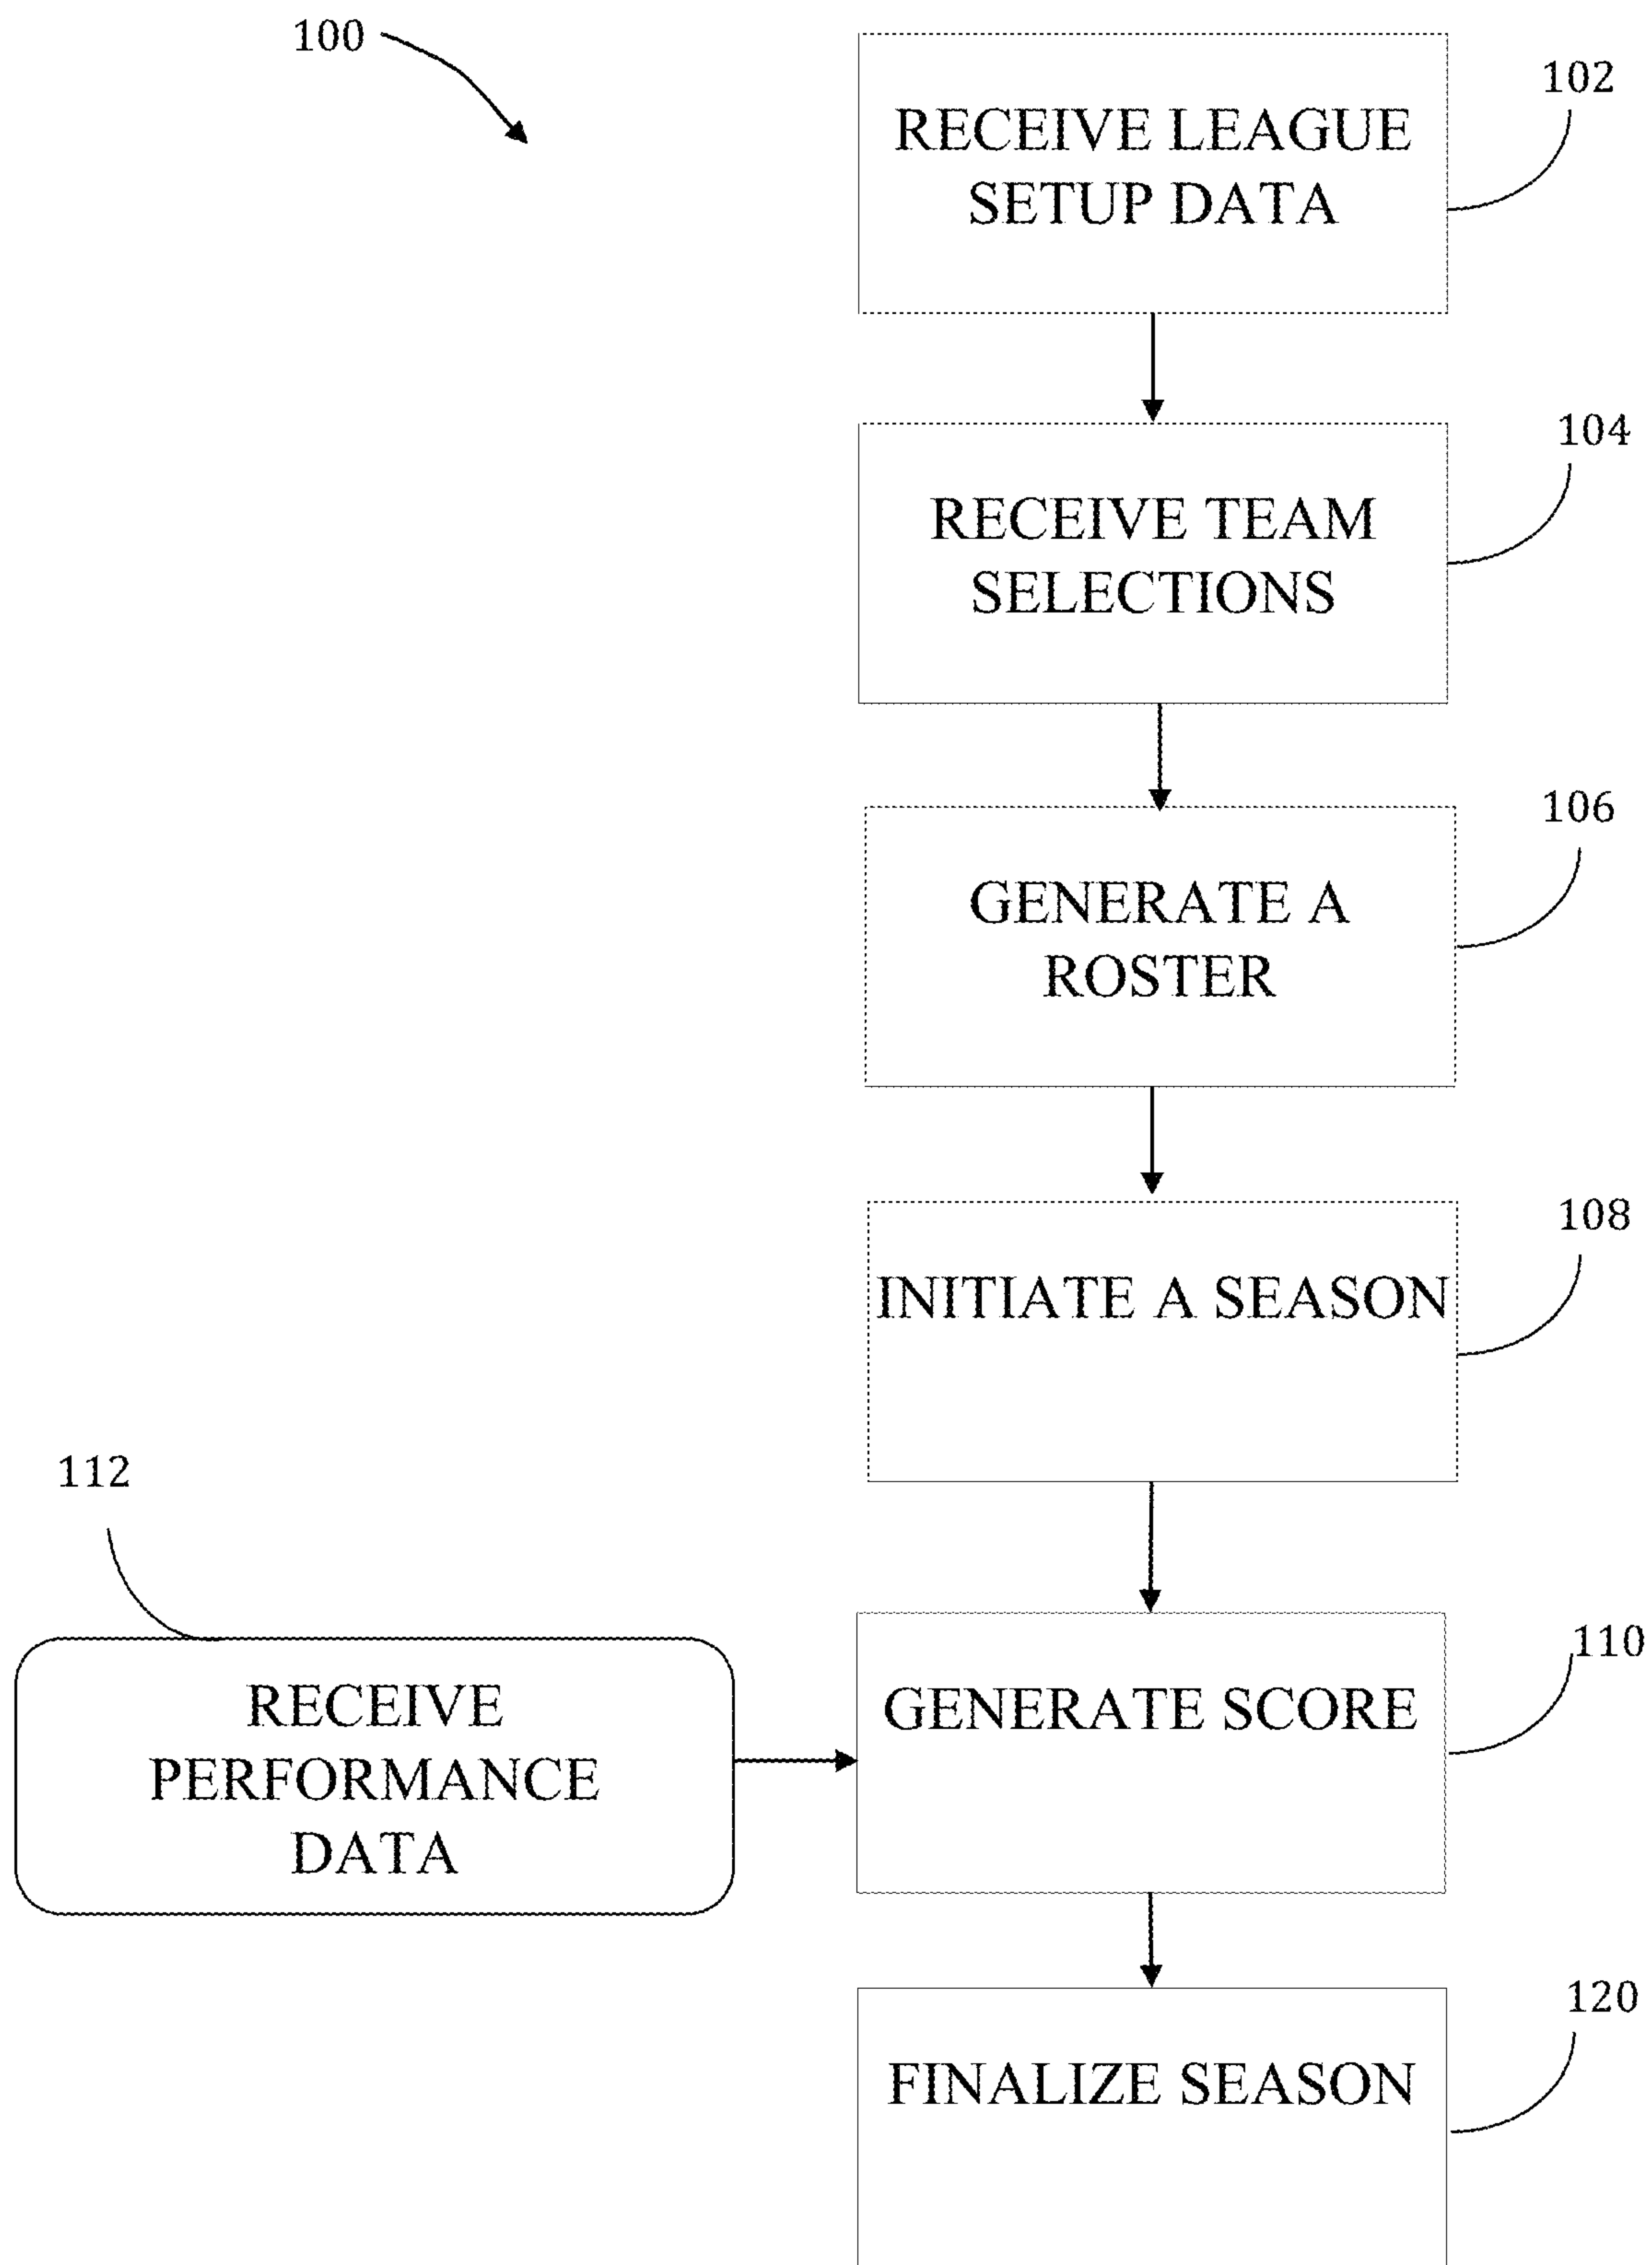 100
102
RECEIVE LEAGUE
SETUP DATA
104
RECEIVE TEAM
SELECTIONS
106
GENERATE A
ROSTER
108
INITIATE A SEASON
112
RECEIVE
PERFORMANCE
DATA
110
GENERATE SCORE
120
FINALIZE SEASON